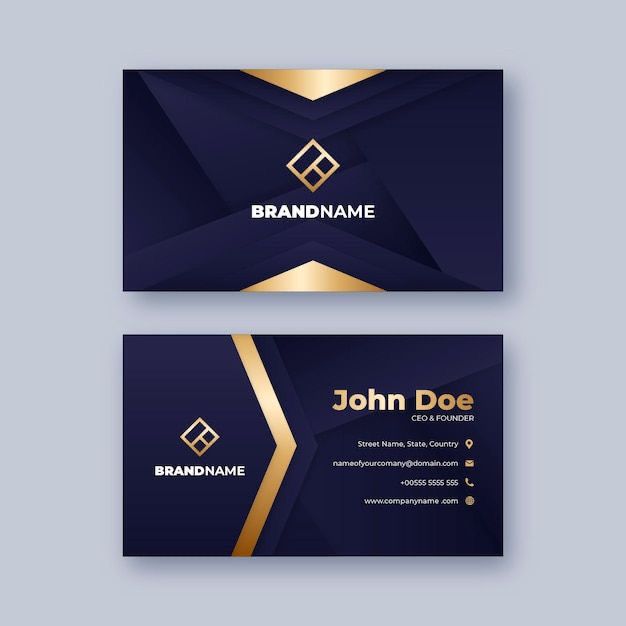 BRANDNAME
John Doe
CEO & FOUNDER
Street Name, State, Country
nameofyourcomany@domain.com
+00555 5555 555
www.companyname .com
BRANDNAME